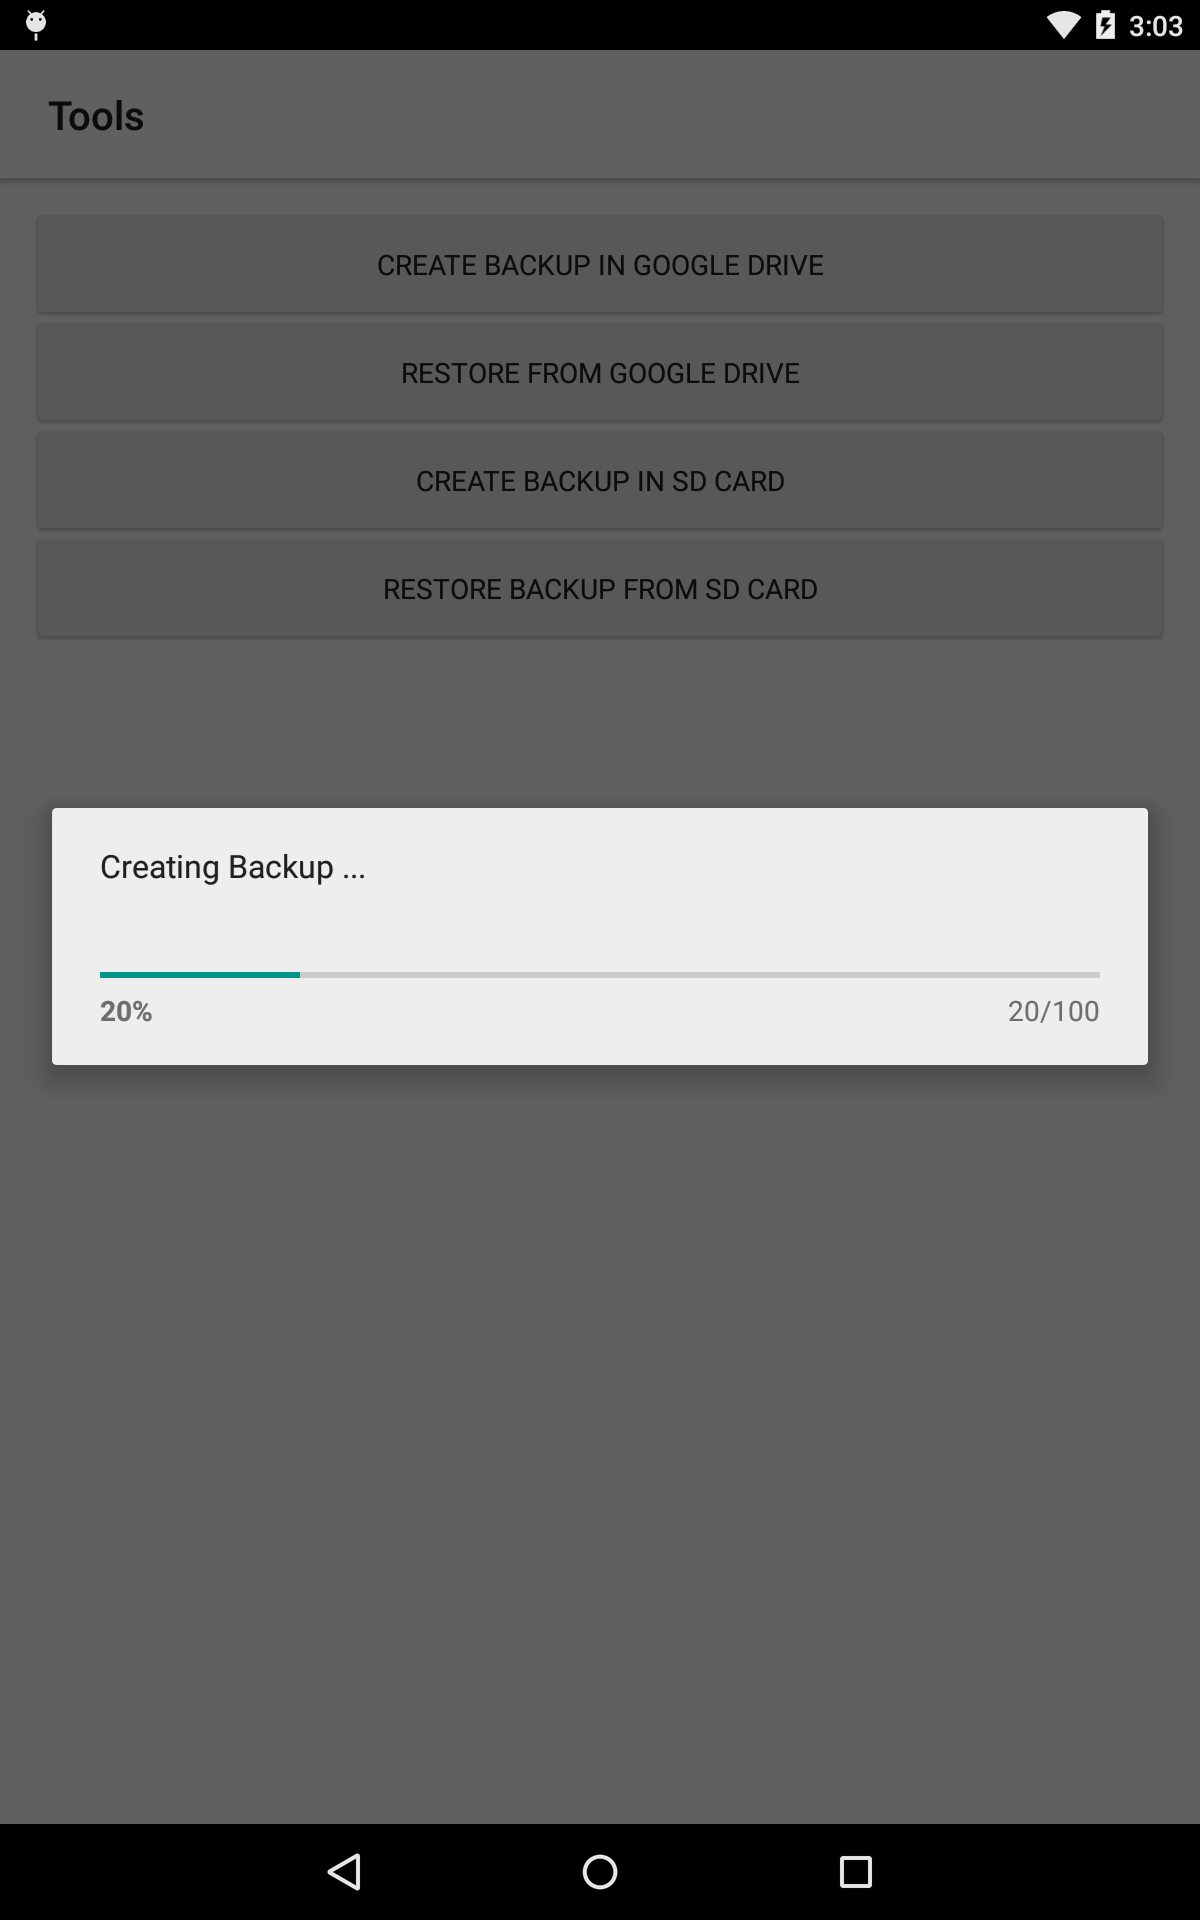 3:03
Tools
CREATE BACKUP IN GOOGLE DRIVE
RESTORE FROM GOOGLE DRIVE
CREATE BACKUP IN SD CARD
RESTORE BACKUP FROM SD CARD
Creating Backup ...
20% 20/100